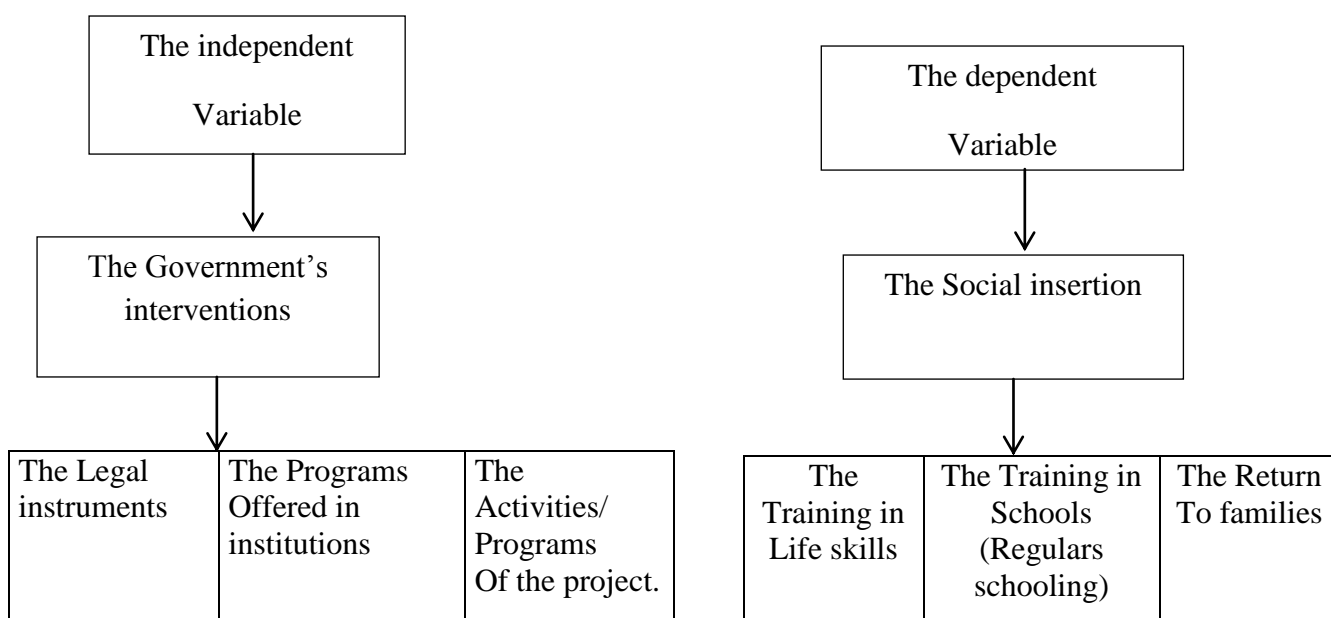 The independent
Variable
The Government’s
interventions
The Legal
instruments
The Programs
Offered in
institutions
The
Activities/
Programs
Of the project.
The dependent
Variable
The Social insertion
The
Training in
Life skills
The Training in
Schools
(Regulars
schooling)
The Return
To families